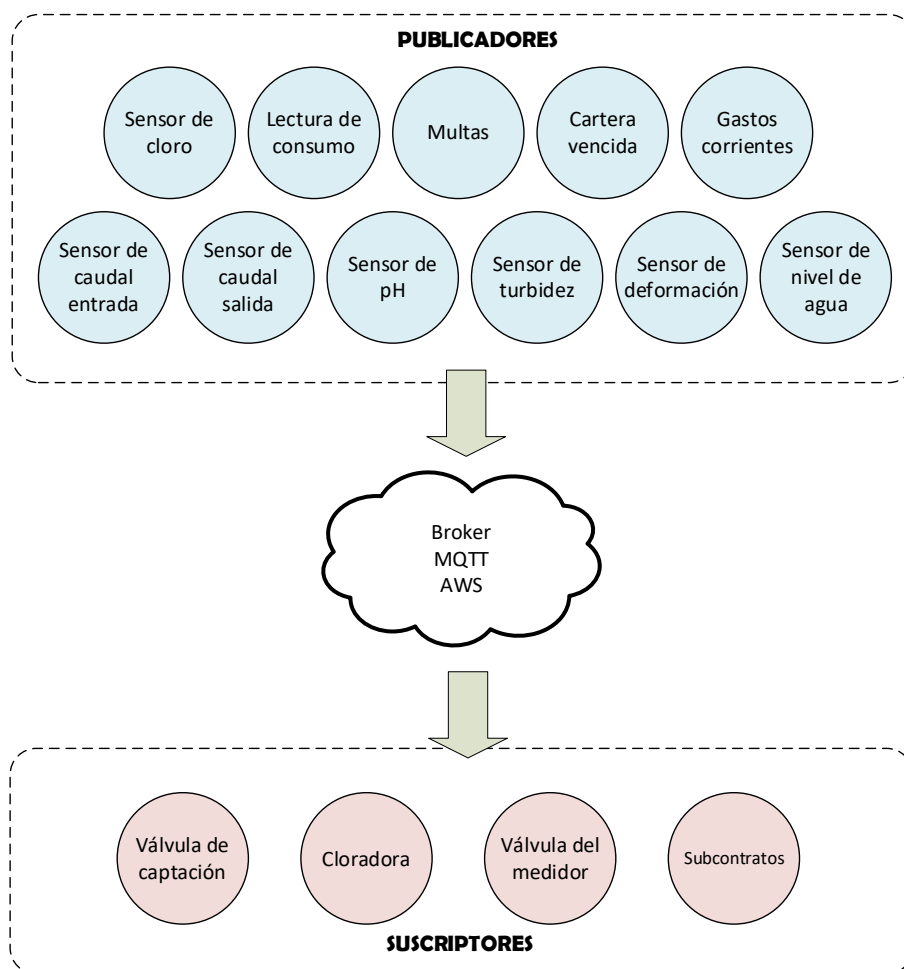 PUBLICADORES
Sensor de
cloro
Lectura de
consumo
Multas
Cartera
vencida
Gastos
corrientes
Sensor de
caudal
entrada
Sensor de
caudal
salida
Sensor de
pH
Sensor de
turbidez
Sensor de
deformación
Sensor de
nivel de
agua
Broker
MQTT
AWS
Válvula de
captación
Cloradora
Válvula del
medidor
Subcontratos
SUSCRIPTORES